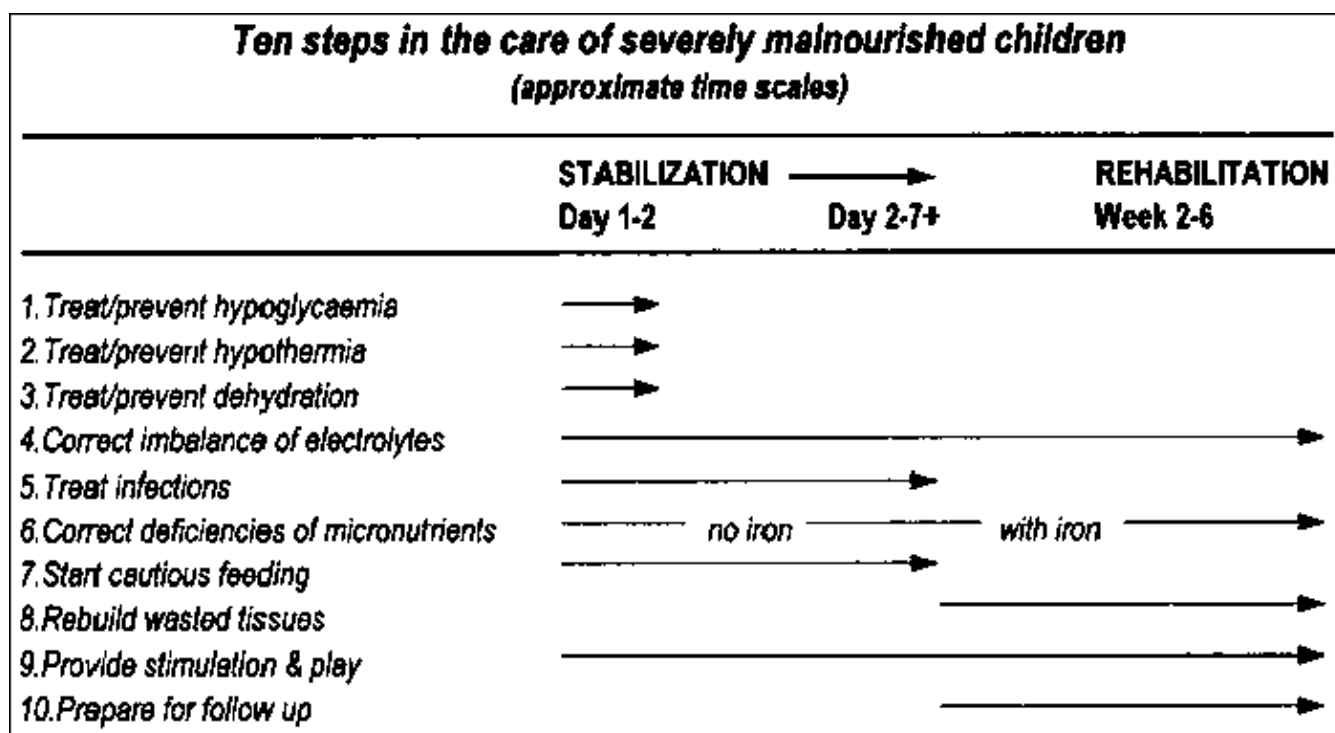 Ten steps in the care of severely malnourished children
(approximate time scales)
STABILIZATION REHABILITATION
Day 1-2 Day 2-7+ Week 2-6
1.Treat/prevent hypoglycaemia
2.Treat/prevent hypothermia
3.Treat/prevent dehydration
4.Correct imbalance of electrolytes
5.Treat infections
6.Correct deficiencies of micronutrients no iron with iron
7.Start cautious feeding
8.Rebuild wasted tissues
9.Provide stimulation & play
10.Prepare for follow up